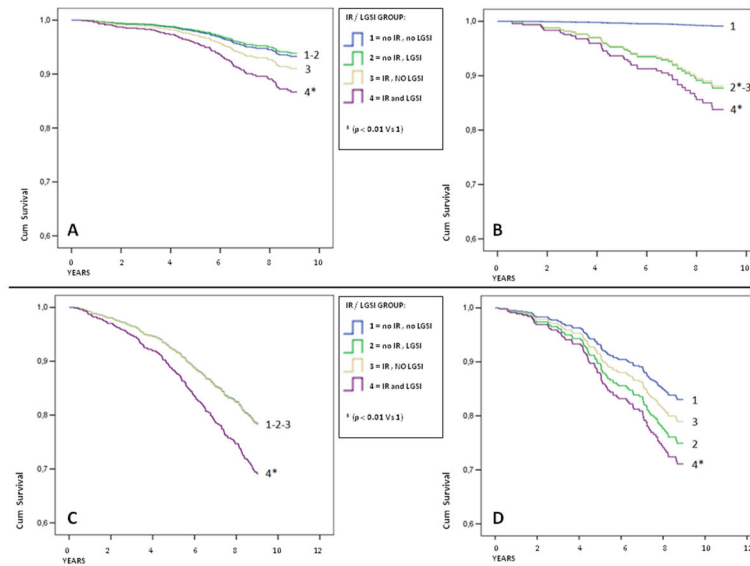 1,0
0,9
0,8
0,7
0,6
Cum Survival
A
1-2
3
4*
0 2 4 6 8 10
YEARS
IR / LGSI GROUP:
1 = no IR , no LGSI
2 = no IR , LGSI
3 = IR , NO LGSI
4 = IR and LGSI
* (p < 0.01 Vs 1)
1,0
0,9
0,8
0,7
0,6
Cum Survival
B
1
2*-3
4*
0 2 4 6 8 10
YEARS
1,0
0,9
0,8
0,7
0,6
Cum Survival
C
1-2-3
4*
0 2 4 6 8 10 12
YEARS
IR / LGSI GROUP:
1 = no IR , no LGSI
2 = no IR , LGSI
3 = IR , NO LGSI
4 = IR and LGSI
* (p < 0.01 Vs 1)
1,0
0,9
0,8
0,7
0,6
Cum Survival
D
1
3
2
4*
0 2 4 6 8 10 12
YEARS